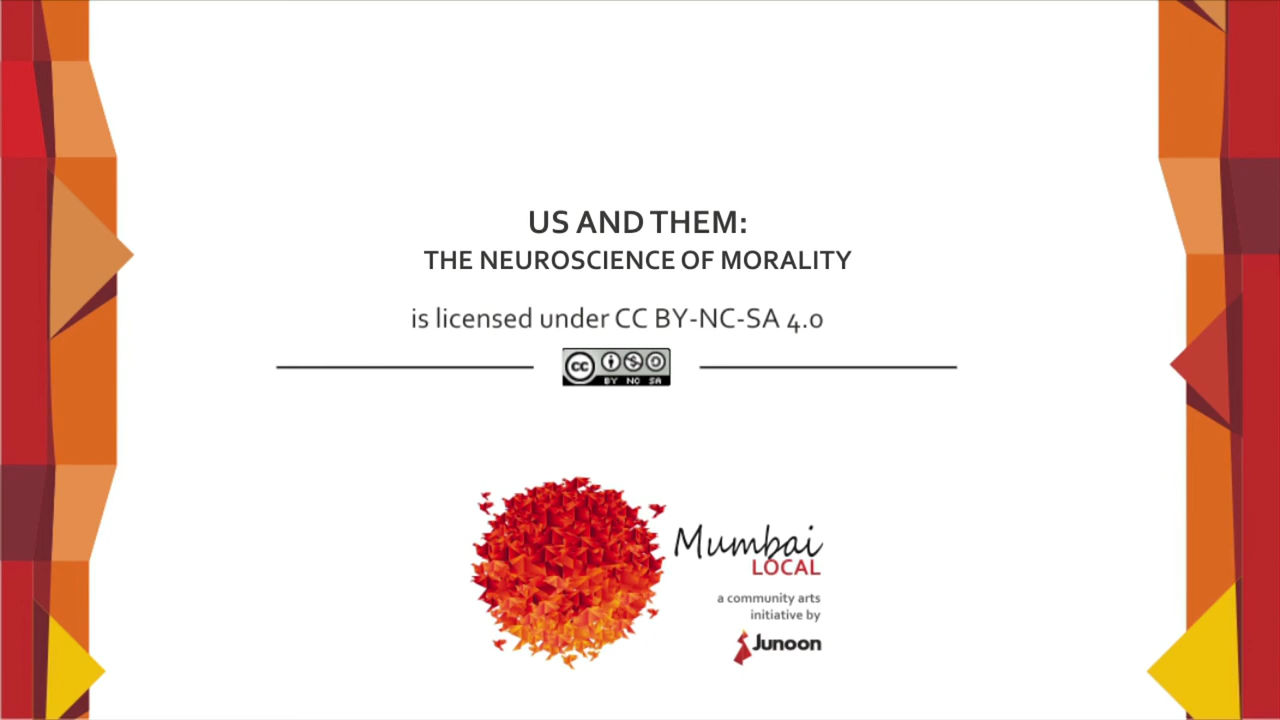 US AND THEM:
THE NEUROSCIENCE OF MORALITY
is licensed under CC BY-NC-SA 4.0
cc BY NC SA
Mumbai
LOCAL
a community arts
initiative by
Junoon